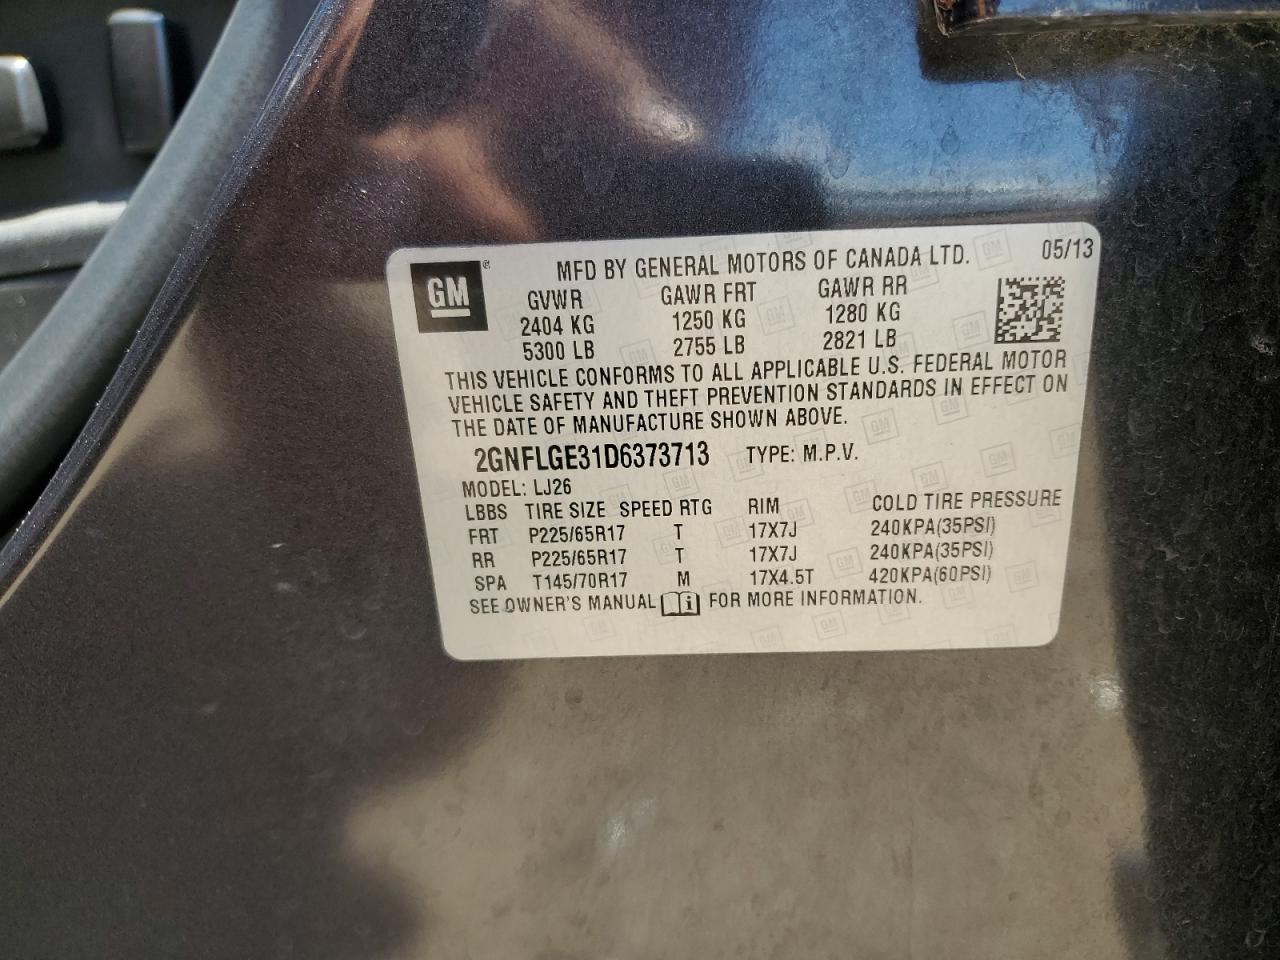 GM ® MFD BY GENERAL MOTORS OF CANADA LTD. 05/13
GVWR GAWR FRT GAWR RR
2404 KG 1250 KG 1280 KG
5300 LB 2755 LB 2821 LB
THIS VEHICLE CONFORMS TO ALL APPLICABLE U.S. FEDERAL MOTOR
VEHICLE SAFETY AND THEFT PREVENTION STANDARDS IN EFFECT ON
THE DATE OF MANUFACTURE SHOWN ABOVE.
2GNFLGE31D6373713 TYPE: M.P.V.
MODEL: LJ26
LBBS TIRE SIZE SPEED RTG RIM COLD TIRE PRESSURE
FRT P225/65R17 T 17X7J 240KPA(35PSI)
RR P225/65R17 T 17X7J 240KPA(35PSI)
SPA T145/70R17 M 17X4.5T 420KPA(60PSI)
SEE OWNER'S MANUAL i FOR MORE INFORMATION.